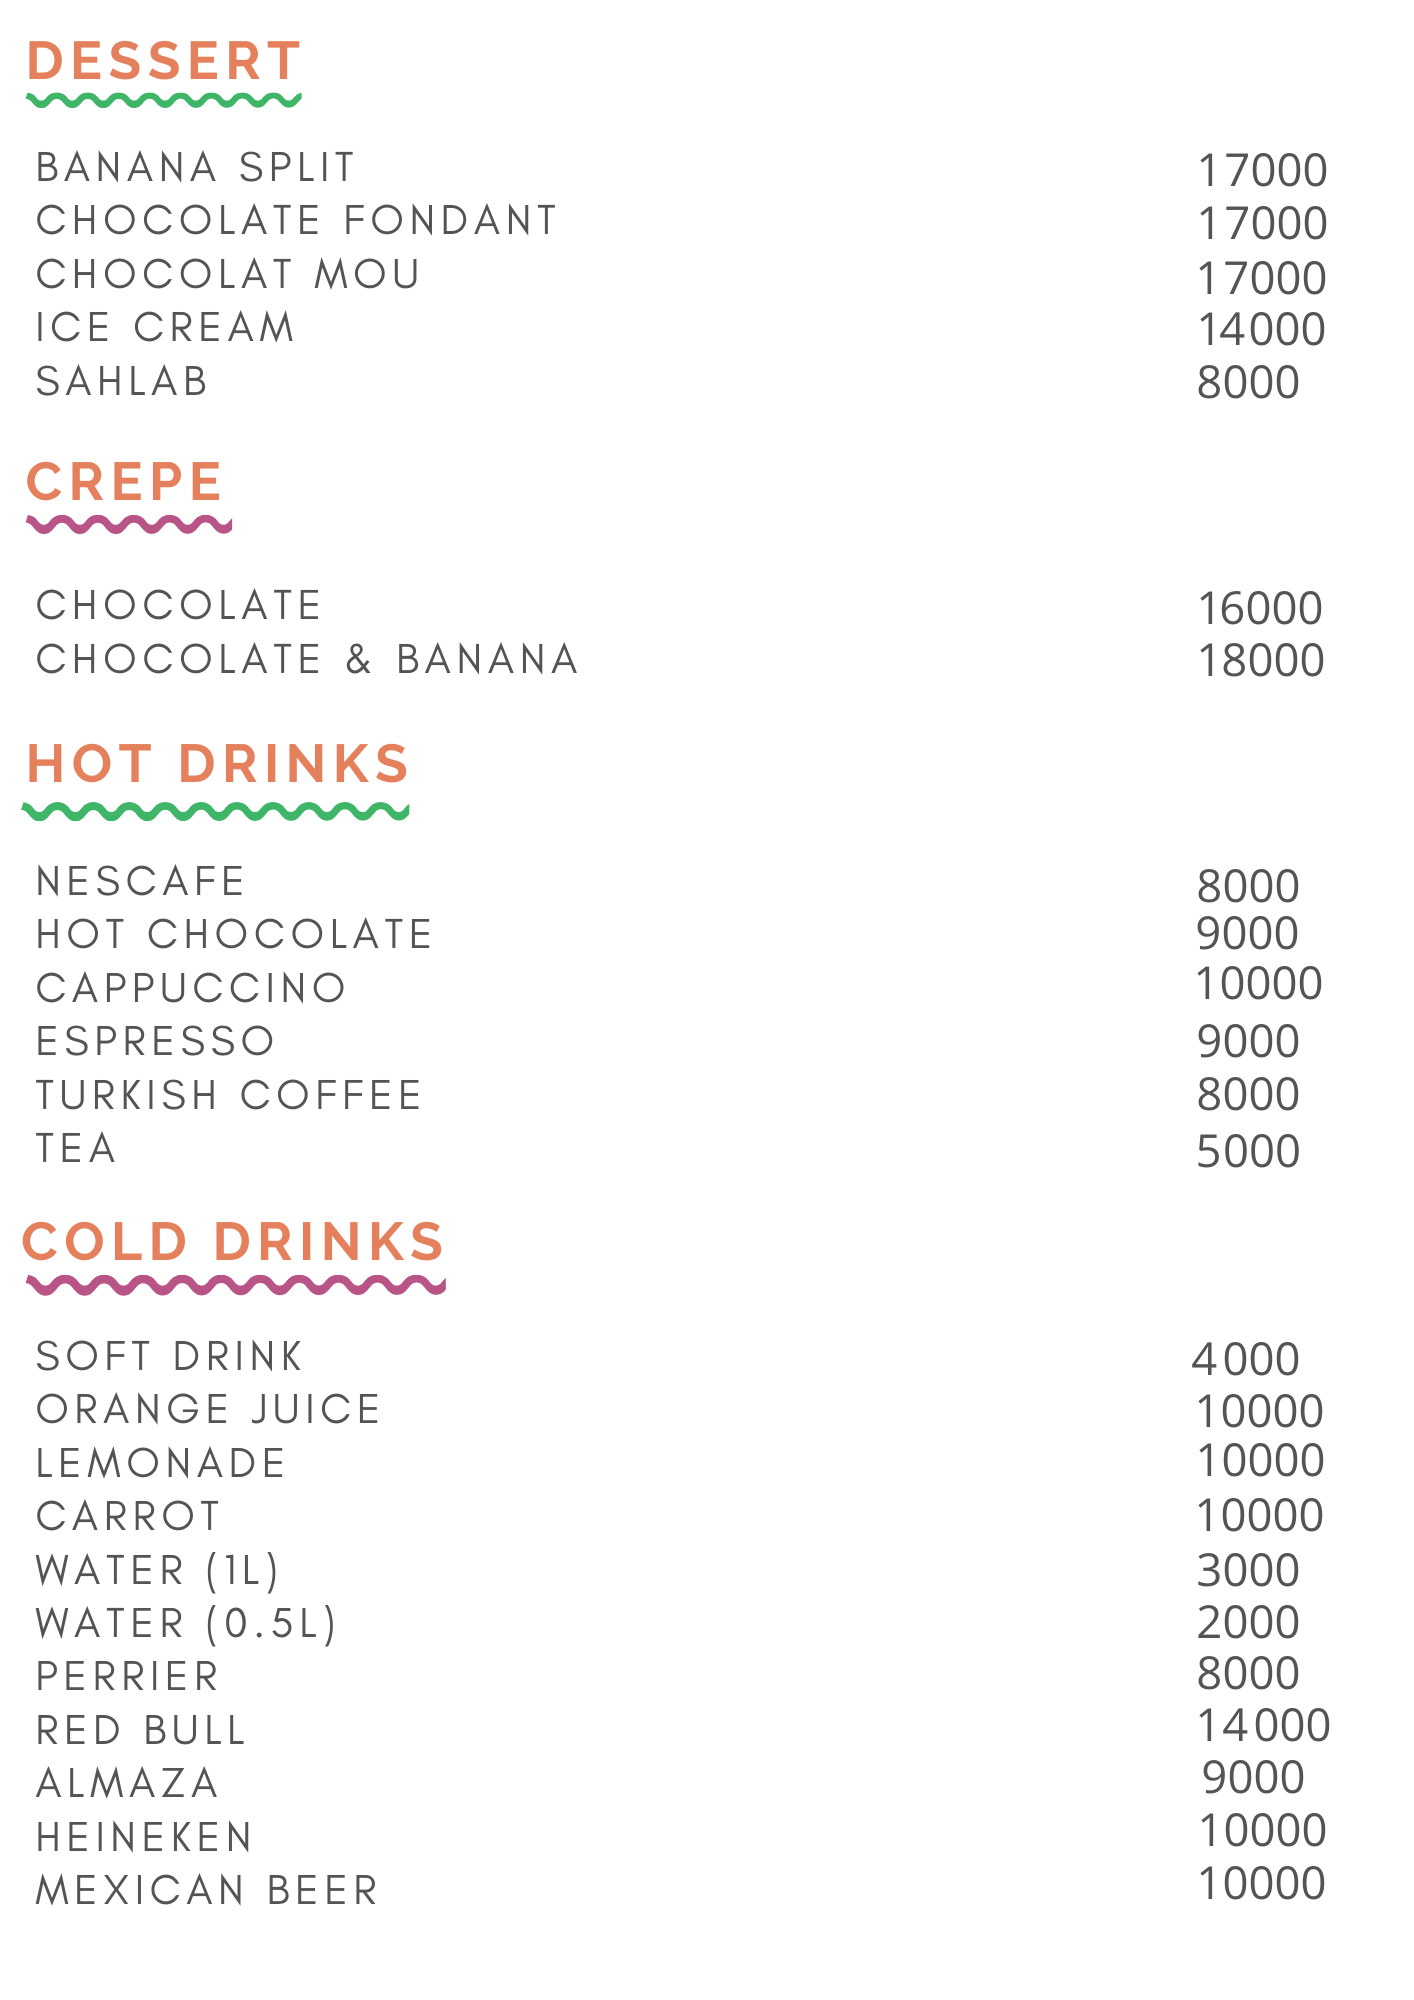 DESSERT
BANANA SPLIT 17000
CHOCOLATE FONDANT 17000
CHOCOLAT MOU 17000
ICE CREAM 14000
SAHLAB 8000
CREPE
CHOCOLATE 16000
CHOCOLATE & BANANA 18000
HOT DRINKS
NESCAFE 8000
HOT CHOCOLATE 9000
CAPPUCCINO 10000
ESPRESSO 9000
TURKISH COFFEE 8000
TEA 5000
COLD DRINKS
SOFT DRINK 4000
ORANGE JUICE 10000
LEMONADE 10000
CARROT 10000
WATER (1L) 3000
WATER (0.5L) 2000
PERRIER 8000
RED BULL 14000
ALMAZA 9000
HEINEKEN 10000
MEXICAN BEER 10000